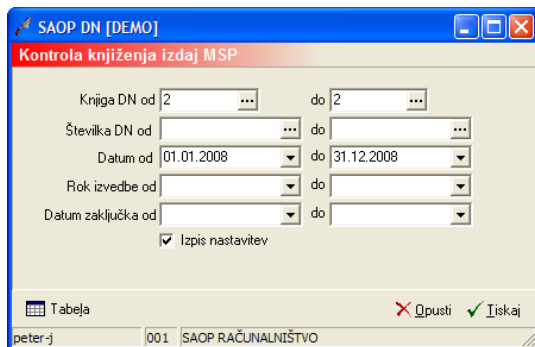 SAOP DN [DEMO]
Kontrola knjiženja izdaj MSP
Knjiga DN od 2 ... do 2 ...
Številka DN od ... do ...
Datum od 01.01.2008 do 31.12.2008
Rok izvedbe od do
Datum zaključka od do
Izpis nastavitev
Tabela Opusti Tiskaj
peter-j 001 SAOP RAČUNALNIŠTVO